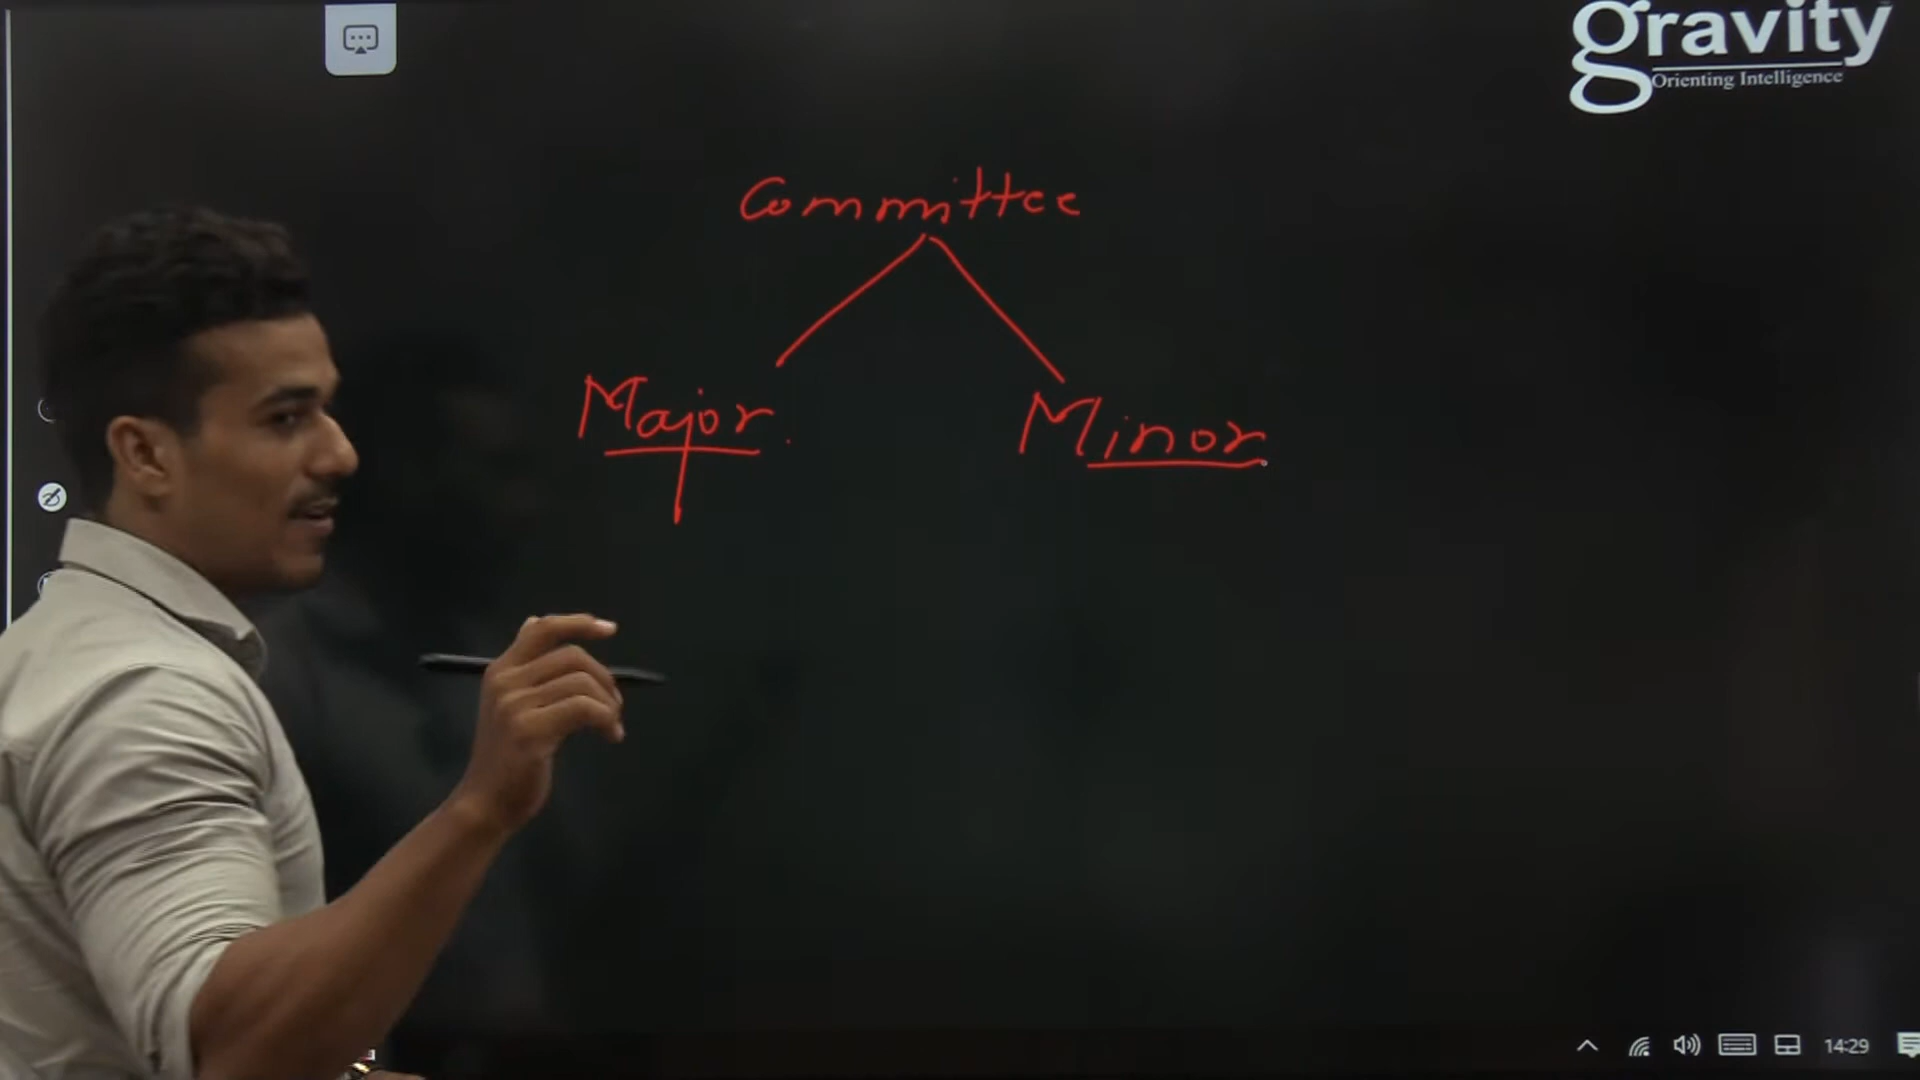 gravity
Orienting Intelligence
Committee
Major.
Minor
14:29